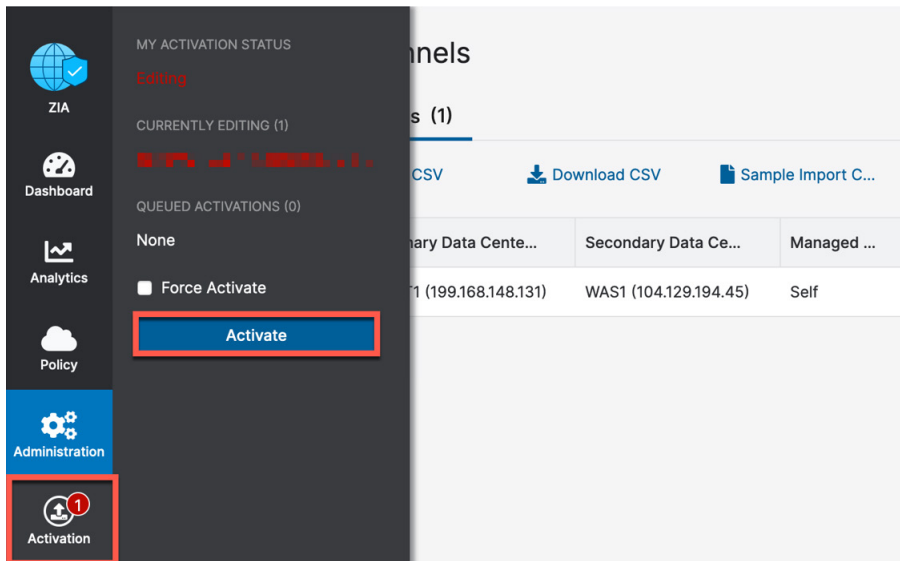 ZIA
Dashboard
Analytics
Policy
Administration
1
Activation
MY ACTIVATION STATUS
Editing
CURRENTLY EDITING (1)
QUEUED ACTIVATIONS (0)
None
Force Activate
Activate
nnels
s (1)
CSV Download CSV Sample Import C...
nary Data Cente... Secondary Data Ce... Managed ...
T1 (199.168.148.131) WAS1 (104.129.194.45) Self